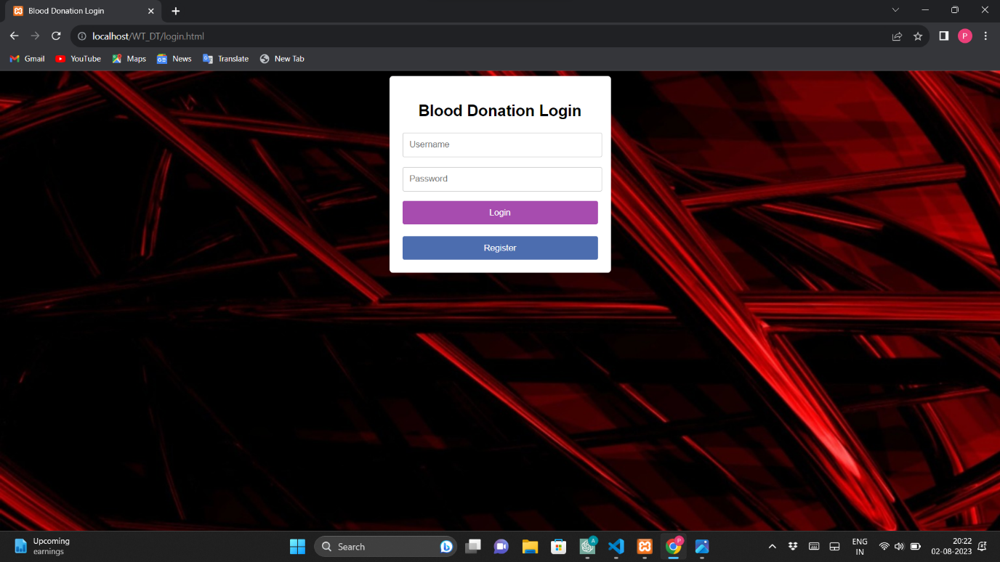 Blood Donation Login
localhost/WT_DT/login.html
P
Gmail YouTube Maps News Translate New Tab
Blood Donation Login
Username
Password
Login
Register
Upcoming
earnings
Search
A
P
ENG
IN
20:22
02-08-2023